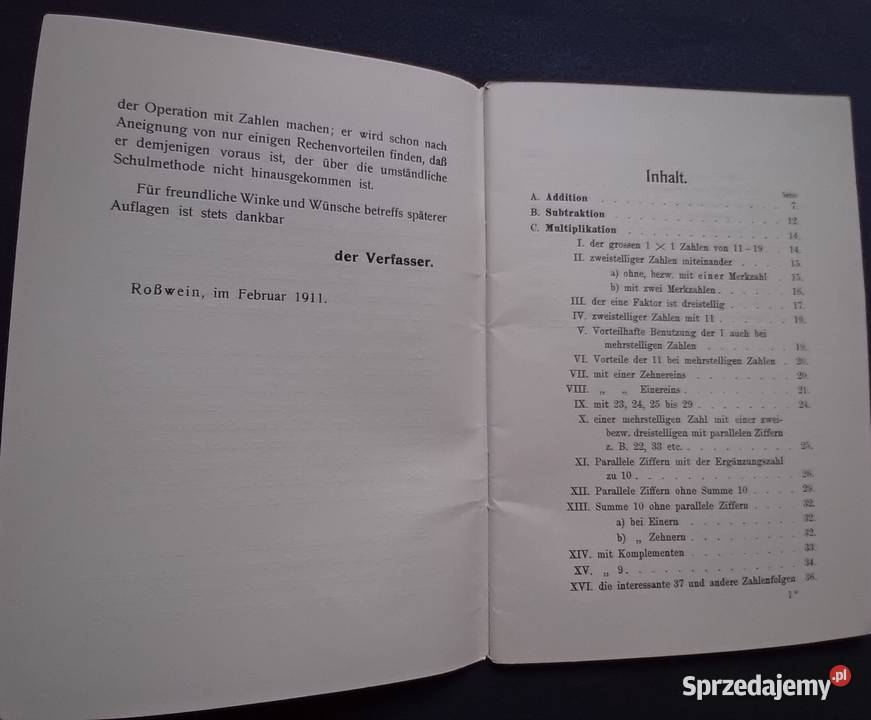 der Operation mit Zahlen machen; er wird schon nach
Aneignung von nur einigen Rechenvorteilen finden, daß
er demjenigen voraus ist, der über die umständliche
Schulmethode nicht hinausgekommen ist.
Für freundliche Winke und Wünsche betreffs späterer
Auflagen ist stets dankbar
der Verfasser.
Roßwein, im Februar 1911.
Inhalt.
Seite
A. Addition . . . . . . . . . . 7.
B. Subtraktion . . . . . . . . . . 12.
C. Multiplikation . . . . . . . . . . 14.
I. der grossen 1 × 1 Zahlen von 11–19 . 14.
II. zweistelliger Zahlen miteinander . . . 15.
a) ohne, bezw. mit einer Merkzahl . 15.
b) mit zwei Merkzahlen . . . . . . 16.
III. der eine Faktor ist dreistellig . . . . 17.
IV. zweistelliger Zahlen mit 11 . . . . . 19.
V. Vorteilhafte Benutzung der 1 auch bei
mehrstelligen Zahlen . . . . . . . 19.
VI. Vorteile der 11 bei mehrstelligen Zahlen . 20.
VII. mit einer Zehnereins . . . . . . . 20.
VIII. „ „ Einereins . . . . . . . . 21.
IX. mit 23, 24, 25 bis 29 . . . . . . . 24.
X. einer mehrstelligen Zahl mit einer zwei-
bezw. dreistelligen mit parallelen Ziffern
z. B. 22, 33 etc. . . . . . . . . 25.
XI. Parallele Ziffern mit der Ergänzungszahl
zu 10 . . . . . . . . . . . 26.
XII. Parallele Ziffern ohne Summe 10 . . . . 29.
XIII. Summe 10 ohne parallele Ziffern . . . . 32.
a) bei Einern . . . . . . . . 32.
b) „ Zehnern . . . . . . . . 32.
XIV. mit Komplementen . . . . . . . . 33.
XV. „ 9 . . . . . . . . . . . 34.
XVI. die interessante 37 und andere Zahlenfolgen 36.
1*
Sprzedajemy.pl